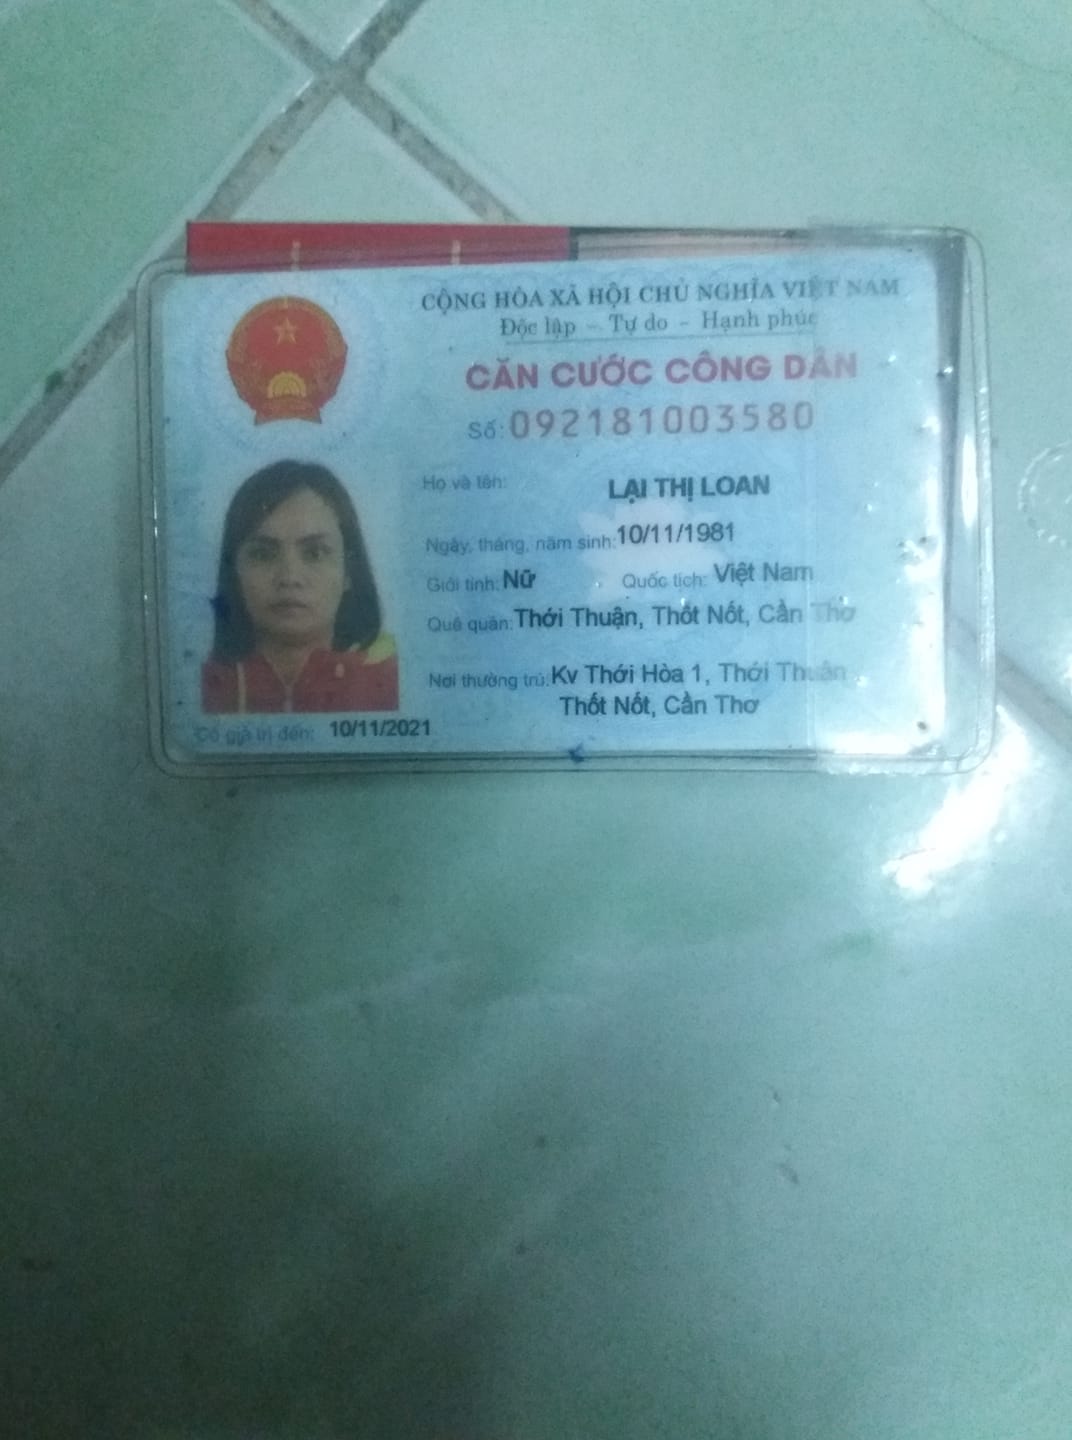 CỘNG HÒA XÃ HỘI CHỦ NGHĨA VIỆT NAM
Độc lập - Tự do - Hạnh phúc
CĂN CƯỚC CÔNG DÂN
Số: 092181003580
Họ và tên: LẠI THỊ LOAN
Ngày, tháng, năm sinh: 10/11/1981
Giới tính: Nữ Quốc tịch: Việt Nam
Quê quán: Thới Thuận, Thốt Nốt, Cần Thơ
Nơi thường trú: Kv Thới Hòa 1, Thới Thuận
Thốt Nốt, Cần Thơ
Có giá trị đến: 10/11/2021